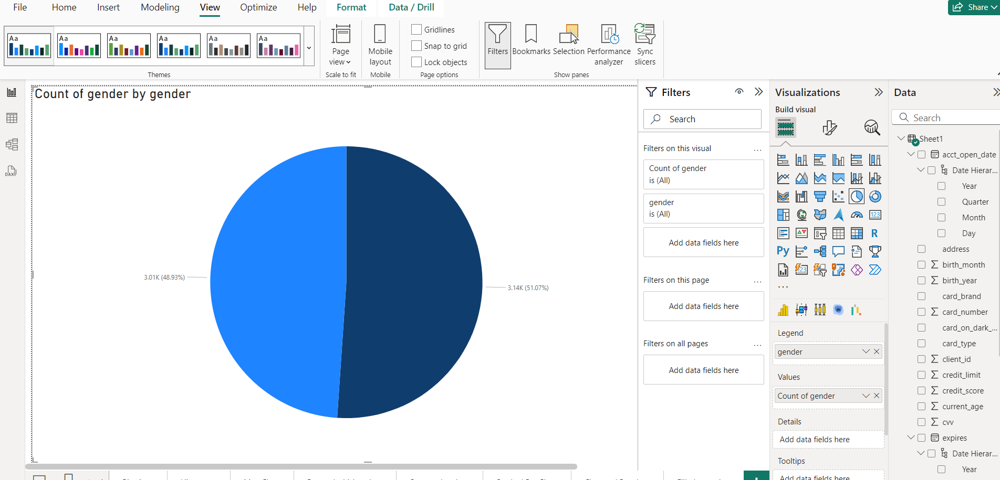 File Home Insert Modeling View Optimize Help Format Data / Drill Share
Aa Aa Aa Aa Aa Aa
Page view
Mobile layout
Gridlines
Snap to grid
Lock objects
Filters Bookmarks Selection Performance analyzer Sync slicers
Themes Scale to fit Mobile Page options Show panes
DAX
Count of gender by gender
3.01K (48.93%)
3.14K (51.07%)
Filters
Search
Filters on this visual ...
Count of gender
is (All)
gender
is (All)
Add data fields here
Filters on this page ...
Add data fields here
Filters on all pages ...
Add data fields here
Visualizations
Build visual
123
R
Py
123
...
Legend
gender
Values
Count of gender
Details
Add data fields here
Tooltips
Add data fields here
Data
Search
Sheet1
acct_open_date
Date Hierar...
Year
Quarter
Month
Day
address
birth_month
birth_year
card_brand
card_number
card_on_dark_...
card_type
client_id
credit_limit
credit_score
current_age
cvv
expires
Date Hierar...
Year